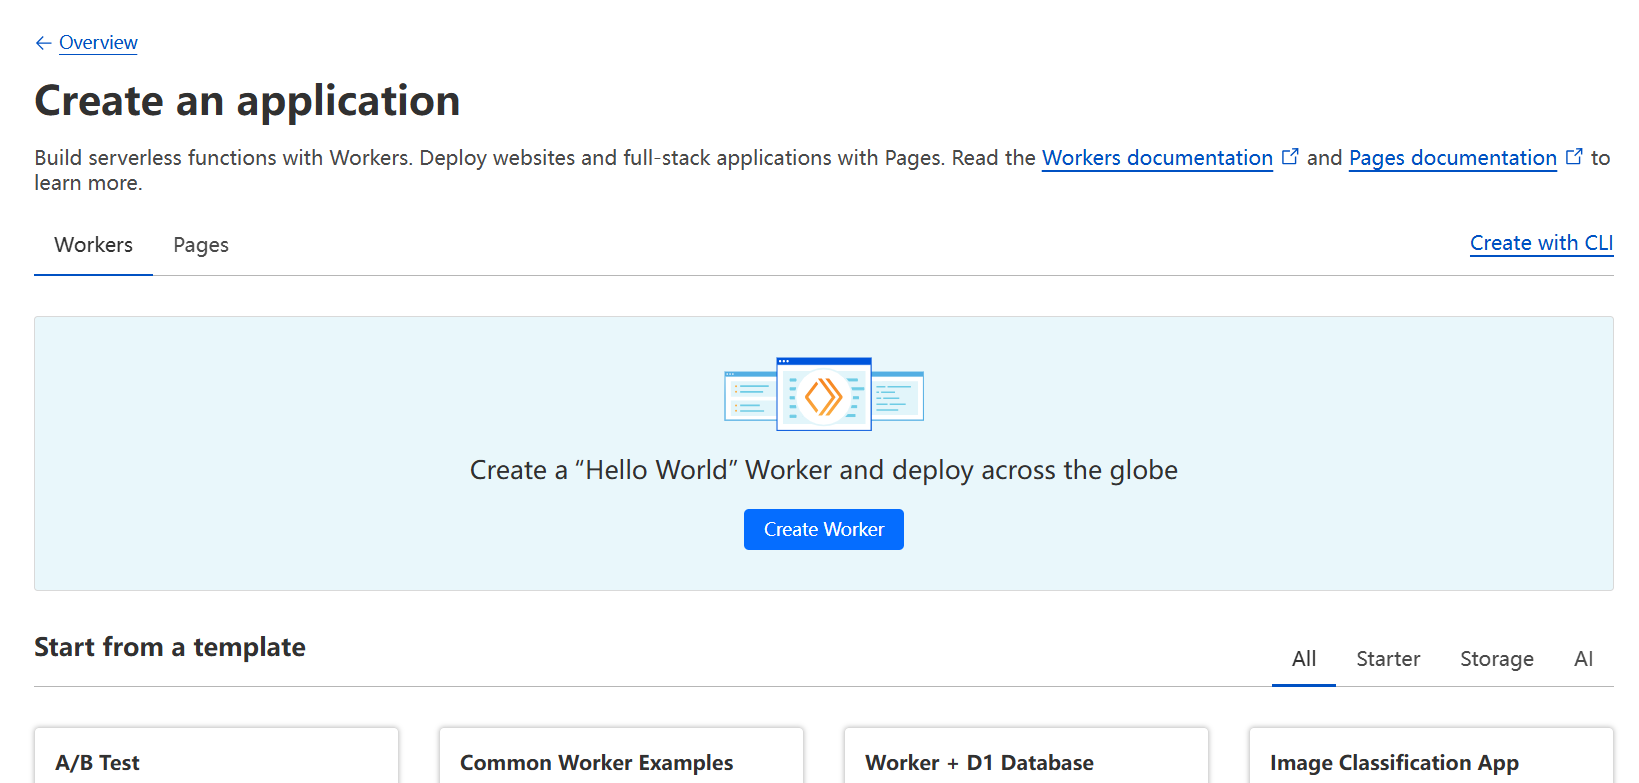 Overview
Create an application
Build serverless functions with Workers. Deploy websites and full-stack applications with Pages. Read the Workers documentation and Pages documentation to
learn more.
Workers Pages Create with CLI
Create a “Hello World” Worker and deploy across the globe
Create Worker
Start from a template
All Starter Storage AI
A/B Test Common Worker Examples Worker + D1 Database Image Classification App